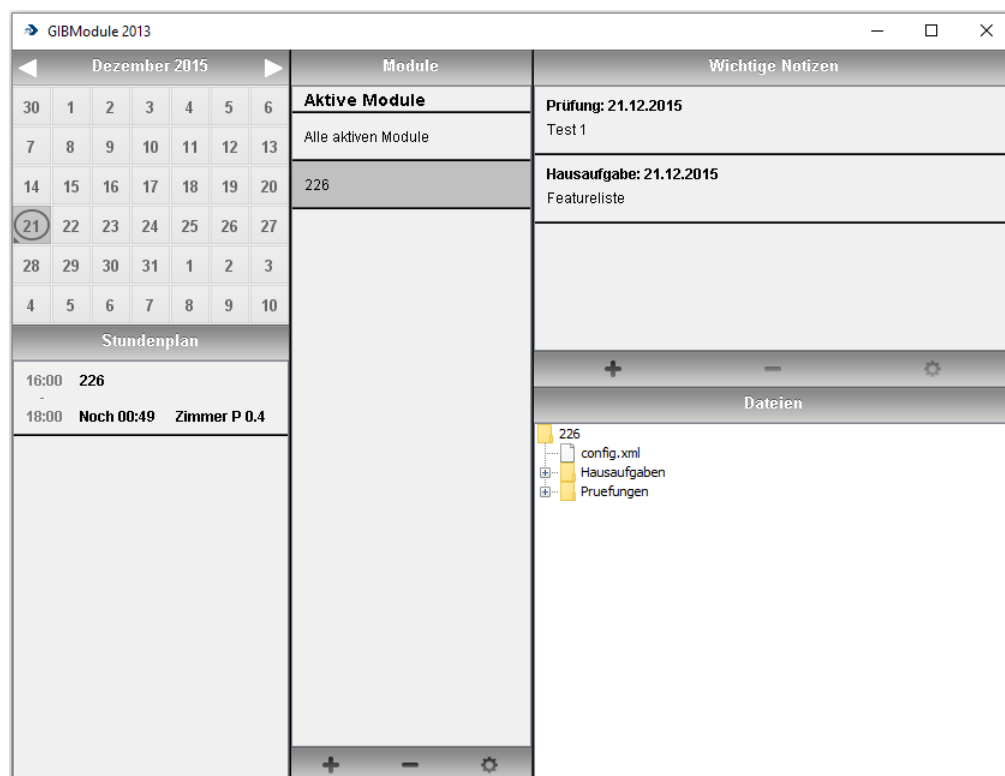 GIBModule 2013
Dezember 2015
30 1 2 3 4 5 6
7 8 9 10 11 12 13
14 15 16 17 18 19 20
21 22 23 24 25 26 27
28 29 30 31 1 2 3
4 5 6 7 8 9 10
Stundenplan
16:00 226
-
18:00 Noch 00:49 Zimmer P 0.4
Module
Aktive Module
Alle aktiven Module
226
Wichtige Notizen
Prüfung: 21.12.2015
Test 1
Hausaufgabe: 21.12.2015
Featureliste
Dateien
226
config.xml
Hausaufgaben
Pruefungen